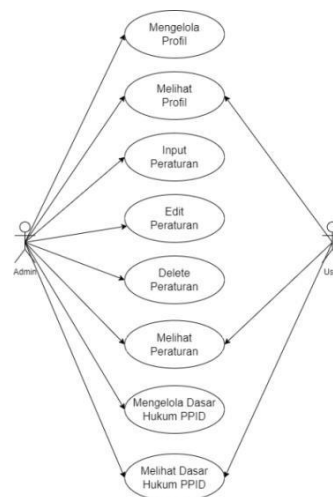 Mengelola
Profil
Melihat
Profil
Input
Peraturan
Edit
Peraturan
Admin
Us
Delete
Peraturan
Melihat
Peraturan
Mengelola Dasar
Hukum PPID
Melihat Dasar
Hukum PPID